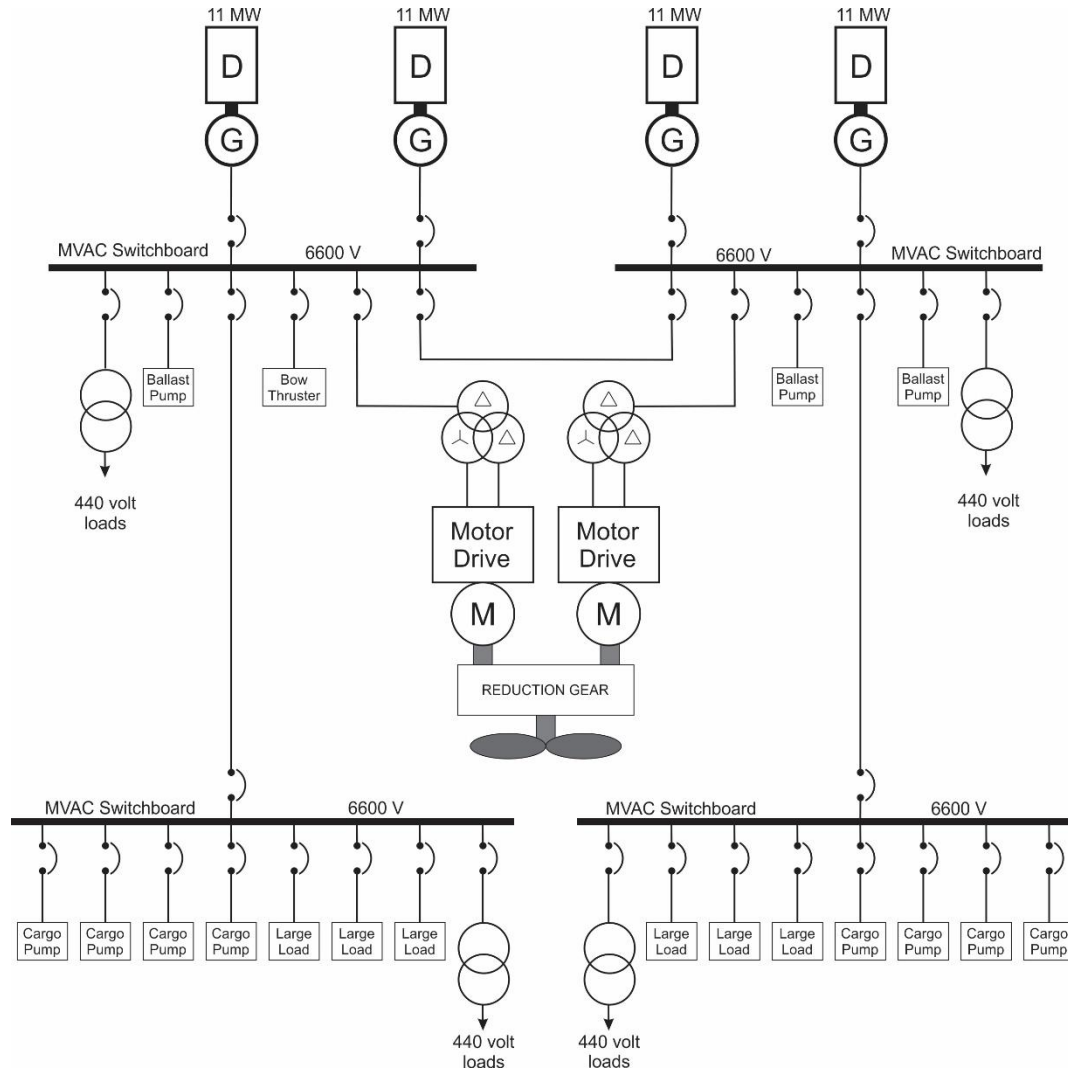 11 MW
11 MW
11 MW
11 MW
D
D
D
D
G
G
G
G
MVAC Switchboard
6600 V
6600 V
MVAC Switchboard
Ballast
Pump
Bow
Thruster
Ballast
Pump
Ballast
Pump
440 volt
loads
440 volt
loads
Motor
Drive
Motor
Drive
M
M
REDUCTION GEAR
MVAC Switchboard
6600 V
MVAC Switchboard
6600 V
Cargo
Pump
Cargo
Pump
Cargo
Pump
Cargo
Pump
Large
Load
Large
Load
Large
Load
Large
Load
Large
Load
Large
Load
Cargo
Pump
Cargo
Pump
Cargo
Pump
Cargo
Pump
440 volt
loads
440 volt
loads